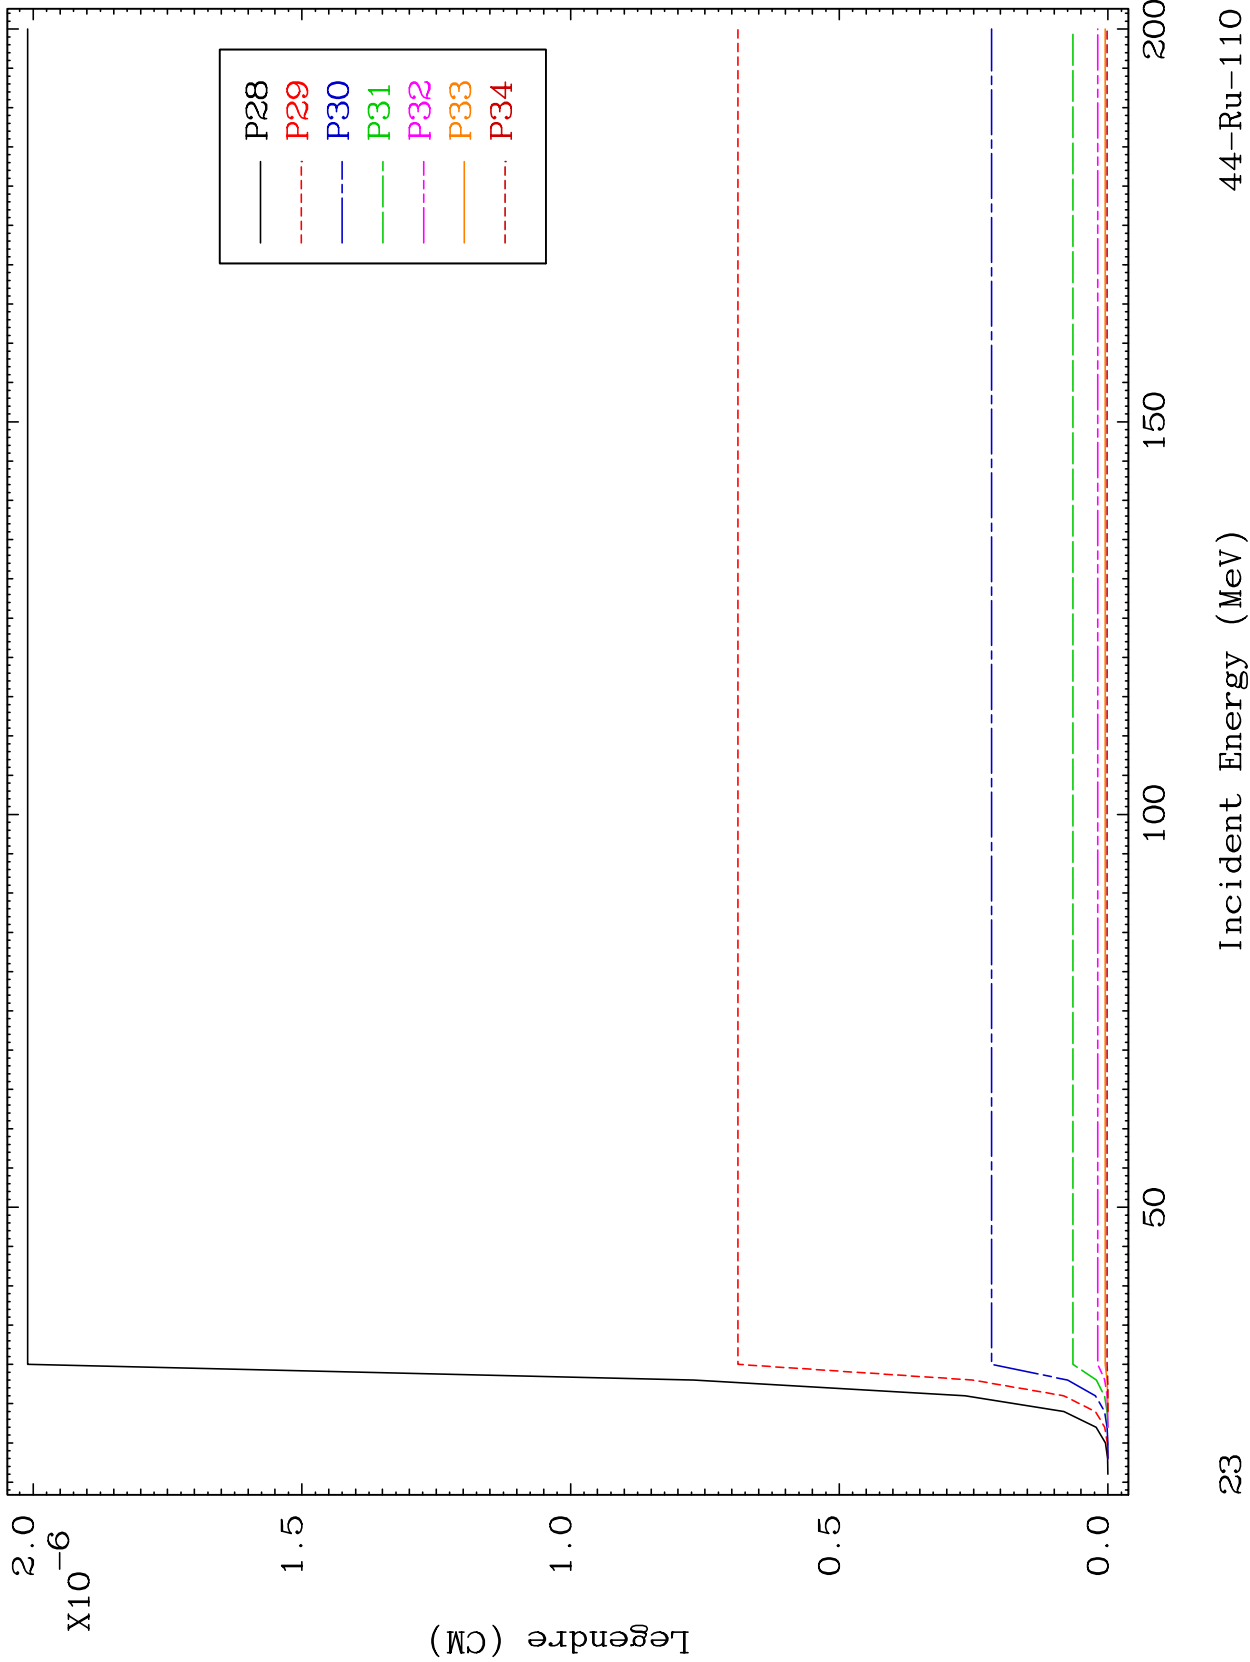 2.0
X10⁻⁶
1.5
1.0
0.5
0.0
Legendre (CM)
P28
P29
P30
P31
P32
P33
P34
50
100
150
200
Incident Energy (MeV)
23
44-Ru-110